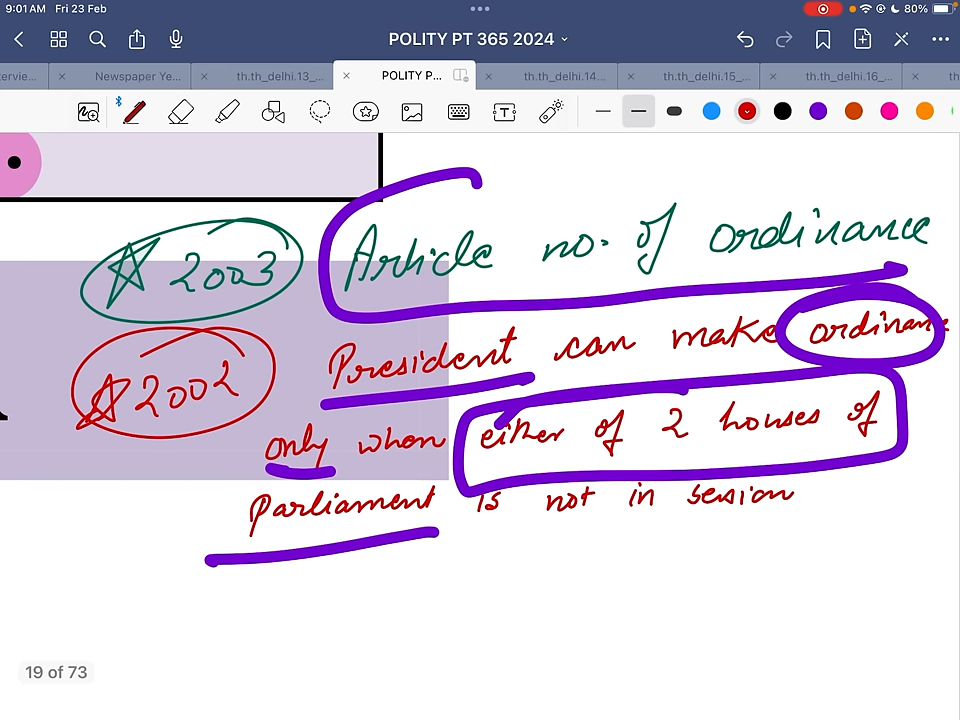 9:01 AM Fri 23 Feb
80%
POLITY PT 365 2024
tervie... Newspaper Ye... th.th_delhi.13_... POLITY P... th.th_delhi.14... th.th_delhi.15_... th.th_delhi.16_... th
2003 Article no. of ordinance
2002 President can make ordinance
only when either of 2 houses of
Parliament is not in session
19 of 73